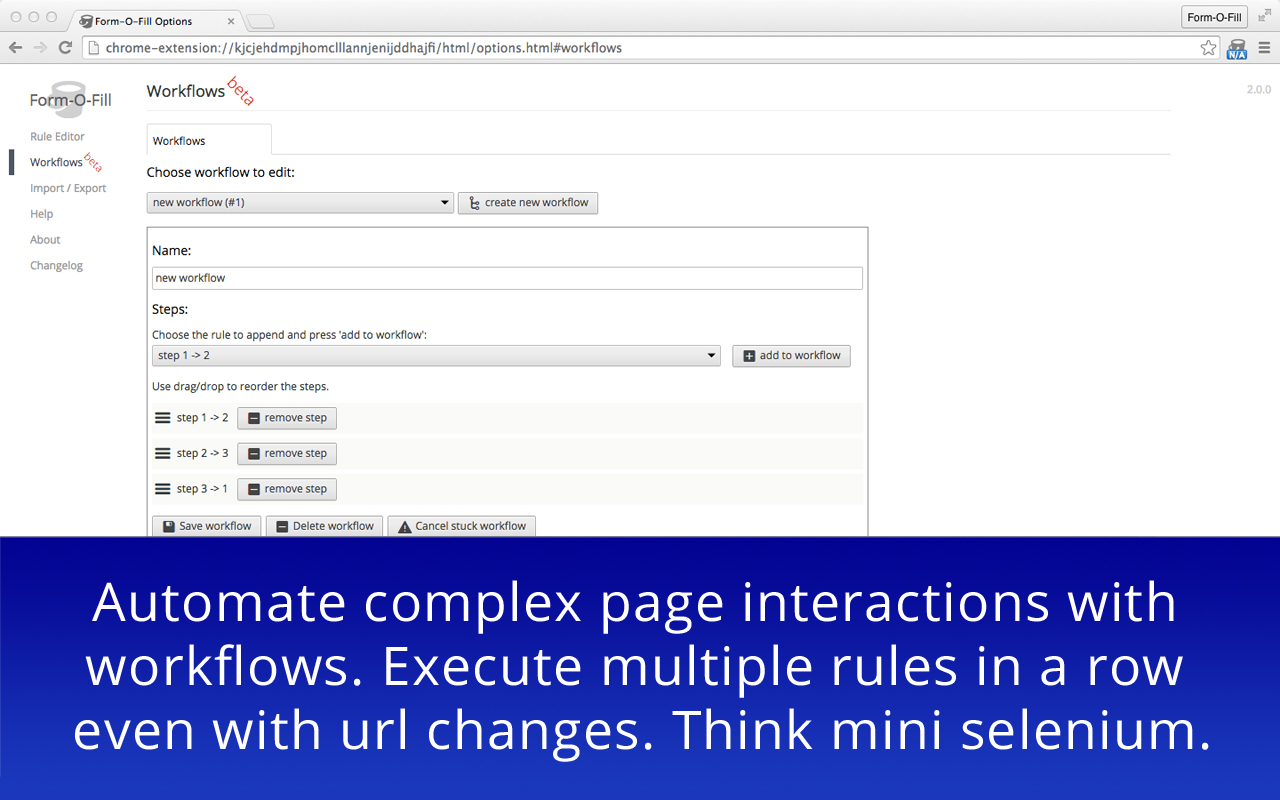 Form-O-Fill Options
Form-O-Fill
chrome-extension://kjcjehdmpjhomclllannjenijddhajfi/html/options.html#workflows
N/A
Form-O-Fill
Workflows beta
2.0.0
Rule Editor
Workflows beta
Import / Export
Help
About
Changelog
Workflows
Choose workflow to edit:
new workflow (#1)
create new workflow
Name:
new workflow
Steps:
Choose the rule to append and press 'add to workflow':
step 1 -> 2
add to workflow
Use drag/drop to reorder the steps.
step 1 -> 2 remove step
step 2 -> 3 remove step
step 3 -> 1 remove step
Save workflow Delete workflow Cancel stuck workflow
Automate complex page interactions with
workflows. Execute multiple rules in a row
even with url changes. Think mini selenium.